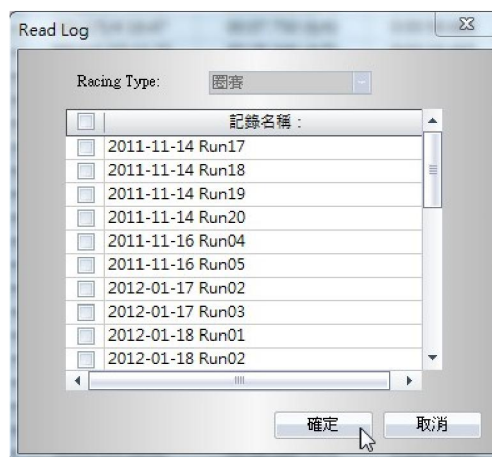 Read Log
Racing Type: 圈賽
記錄名稱：
2011-11-14 Run17
2011-11-14 Run18
2011-11-14 Run19
2011-11-14 Run20
2011-11-16 Run04
2011-11-16 Run05
2012-01-17 Run02
2012-01-17 Run03
2012-01-18 Run01
2012-01-18 Run02
確定 取消